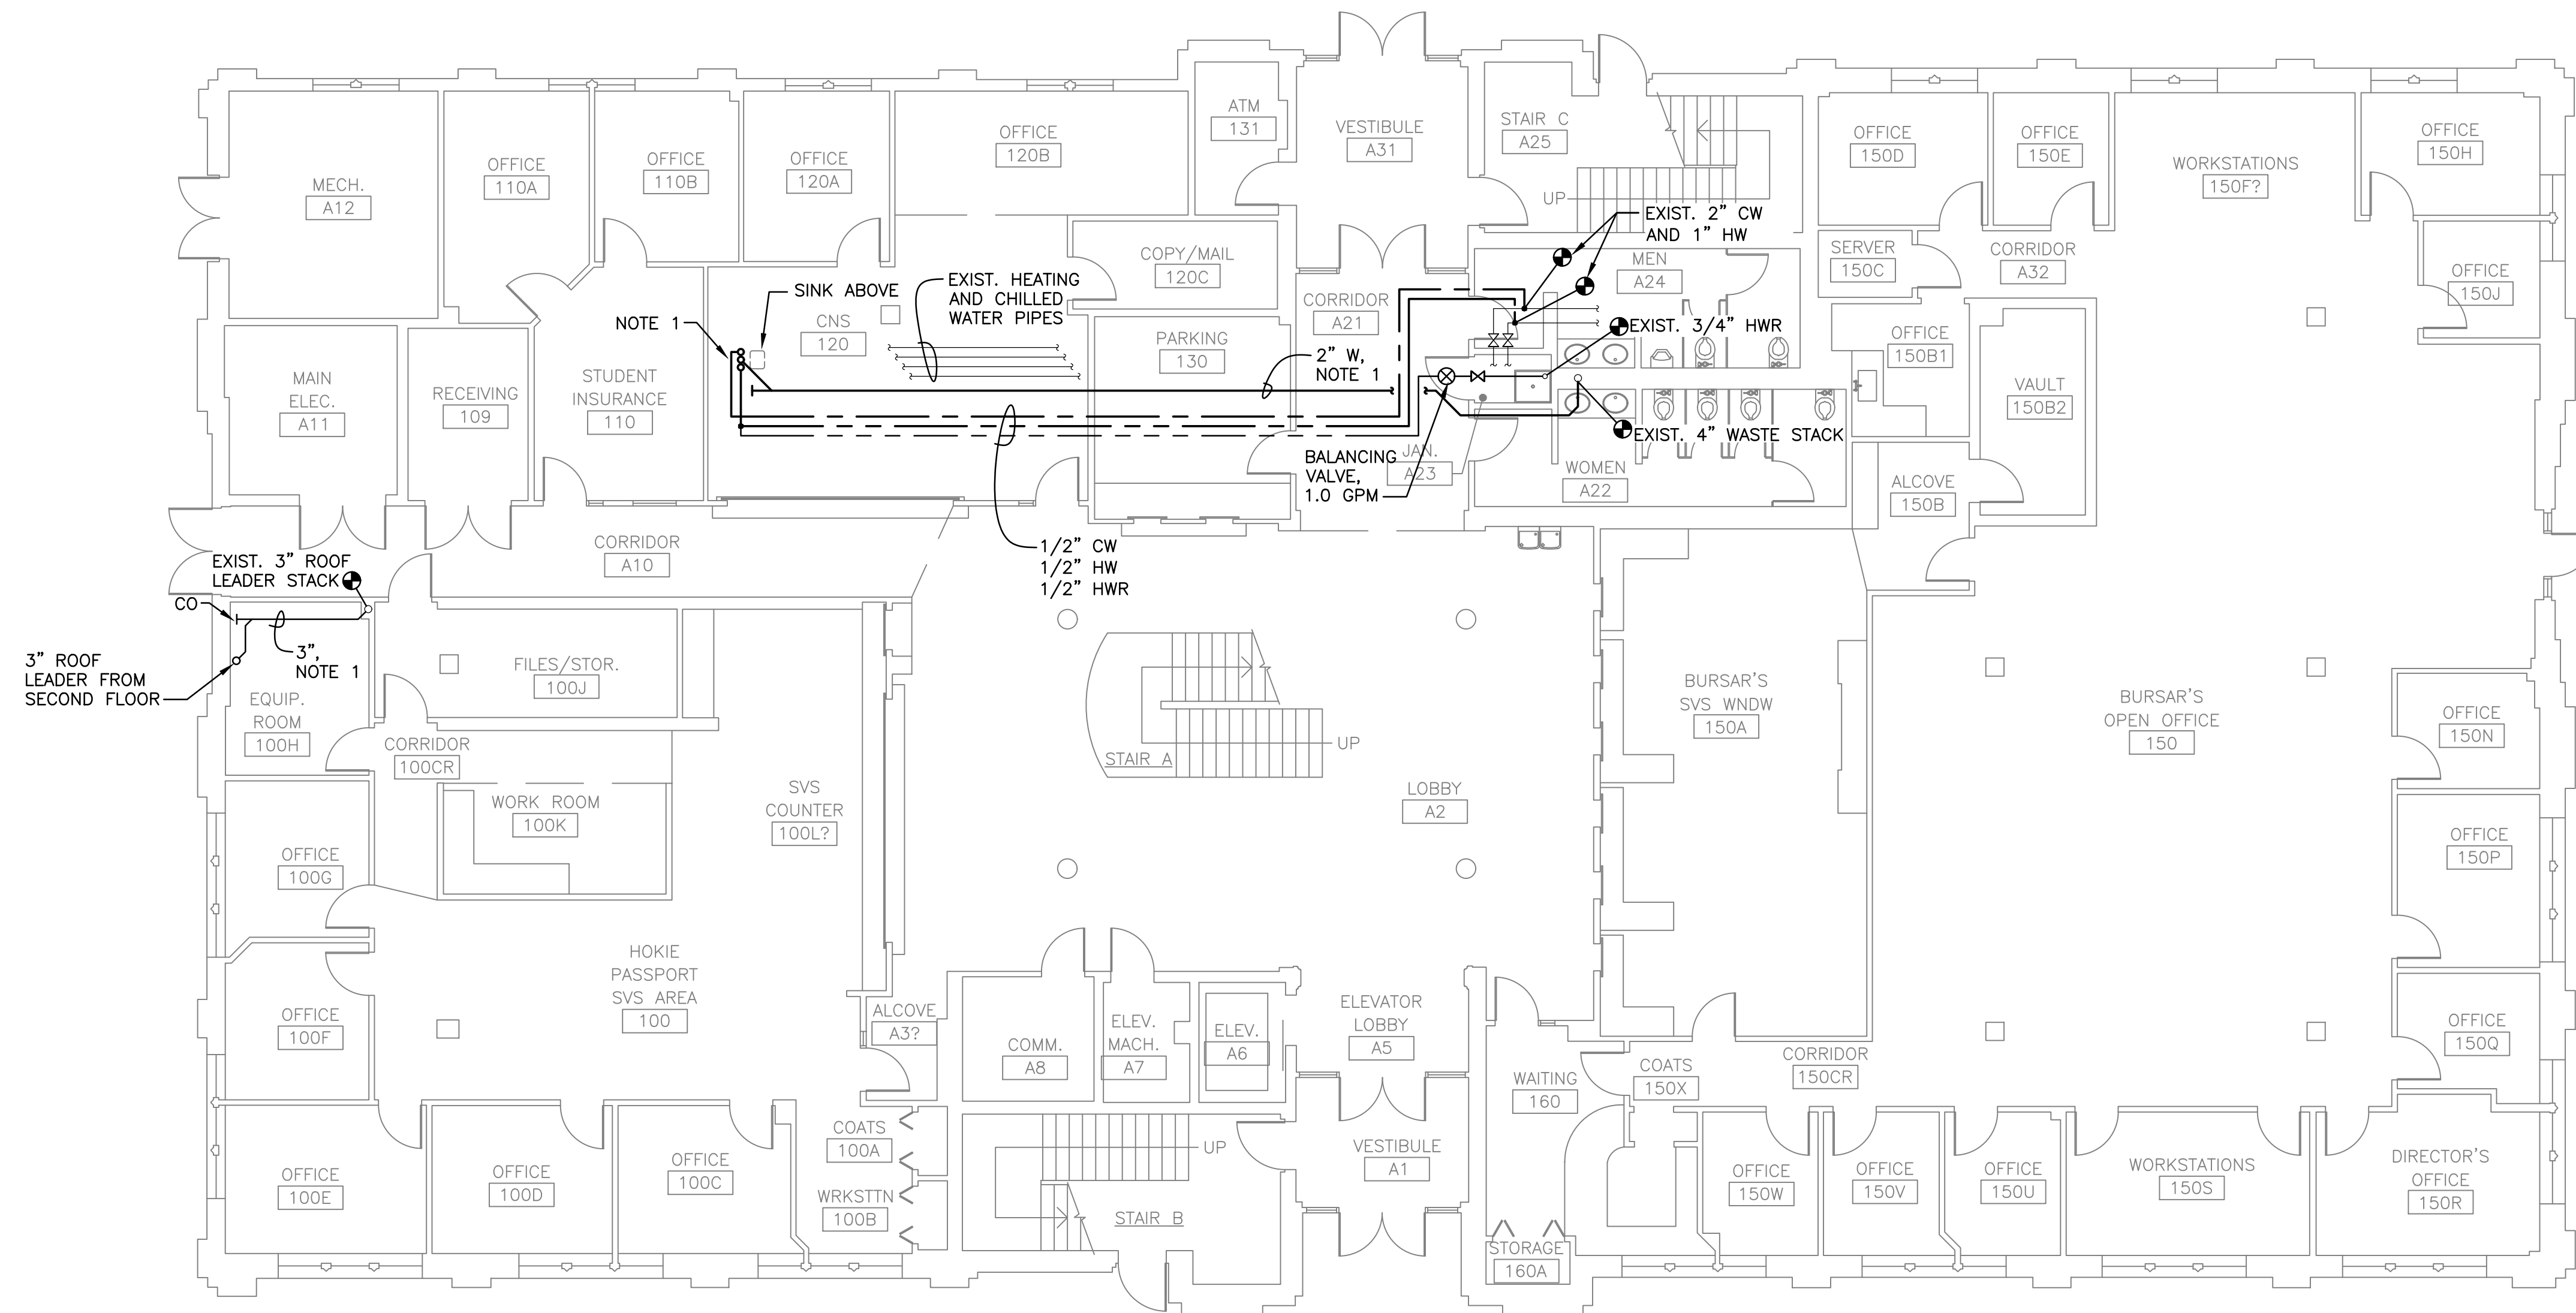 ATM
131
VESTIBULE
A31
STAIR C
A25
UP
OFFICE
120B
OFFICE
110A
OFFICE
110B
OFFICE
120A
MECH.
A12
OFFICE
150D
OFFICE
150E
WORKSTATIONS
150F?
OFFICE
150H
EXIST. 2" CW
AND 1" HW
MEN
A24
SERVER
150C
CORRIDOR
A32
OFFICE
150J
COPY/MAIL
120C
EXIST. HEATING
AND CHILLED
WATER PIPES
SINK ABOVE
NOTE 1
CNS
120
CORRIDOR
A21
PARKING
130
2" W,
NOTE 1
EXIST. 3/4" HWR
OFFICE
150B1
VAULT
150B2
MAIN
ELEC.
A11
RECEIVING
109
STUDENT
INSURANCE
110
EXIST. 4" WASTE STACK
BALANCING
VALVE,
1.0 GPM
JAN.
A23
WOMEN
A22
ALCOVE
150B
CORRIDOR
A10
1/2" CW
1/2" HW
1/2" HWR
EXIST. 3" ROOF
LEADER STACK
CO
3",
NOTE 1
3" ROOF
LEADER FROM
SECOND FLOOR
EQUIP.
ROOM
100H
FILES/STOR.
100J
CORRIDOR
100CR
WORK ROOM
100K
SVS
COUNTER
100L?
STAIR A
UP
LOBBY
A2
BURSAR'S
SVS WNDW
150A
BURSAR'S
OPEN OFFICE
150
OFFICE
150N
OFFICE
150P
OFFICE
100G
OFFICE
100F
HOKIE
PASSPORT
SVS AREA
100
ALCOVE
A3?
COMM.
A8
ELEV.
MACH.
A7
ELEV.
A6
ELEVATOR
LOBBY
A5
WAITING
160
COATS
150X
CORRIDOR
150CR
OFFICE
150Q
OFFICE
100E
OFFICE
100D
OFFICE
100C
COATS
100A
WRKSTTN
100B
UP
STAIR B
VESTIBULE
A1
STORAGE
160A
OFFICE
150W
OFFICE
150V
OFFICE
150U
WORKSTATIONS
150S
DIRECTOR'S
OFFICE
150R